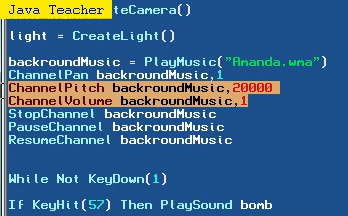 Java Teacher teCamera()
light = CreateLight()
backroundMusic = PlayMusic("Amanda.wma")
ChannelPan backroundMusic,1
ChannelPitch backroundMusic,20000
ChannelVolume backroundMusic,1
StopChannel backroundMusic
PauseChannel backroundMusic
ResumeChannel backroundMusic
While Not KeyDown(1)
If KeyHit(57) Then PlaySound bomb